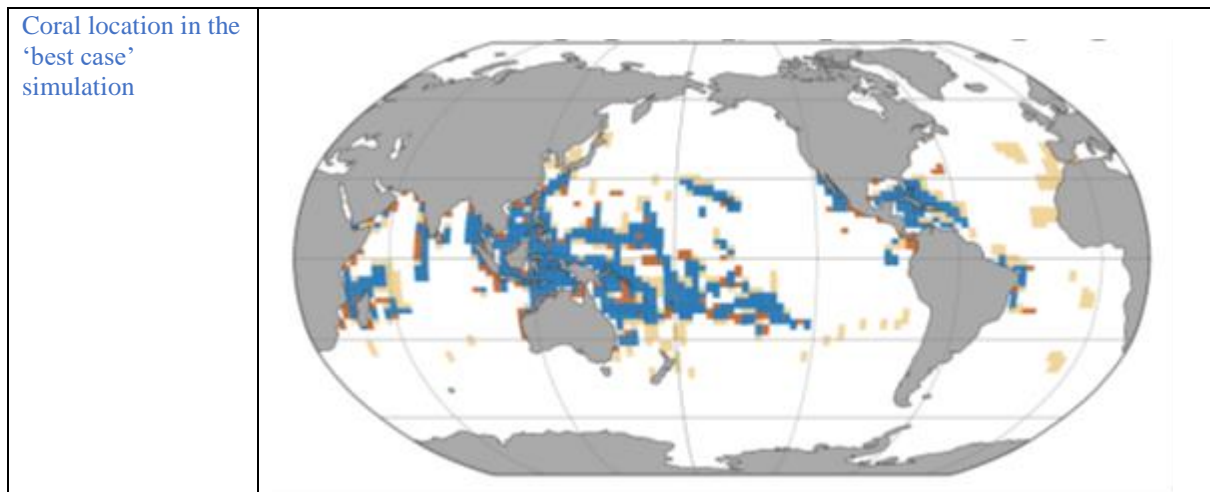 Coral location in the
‘best case’
simulation